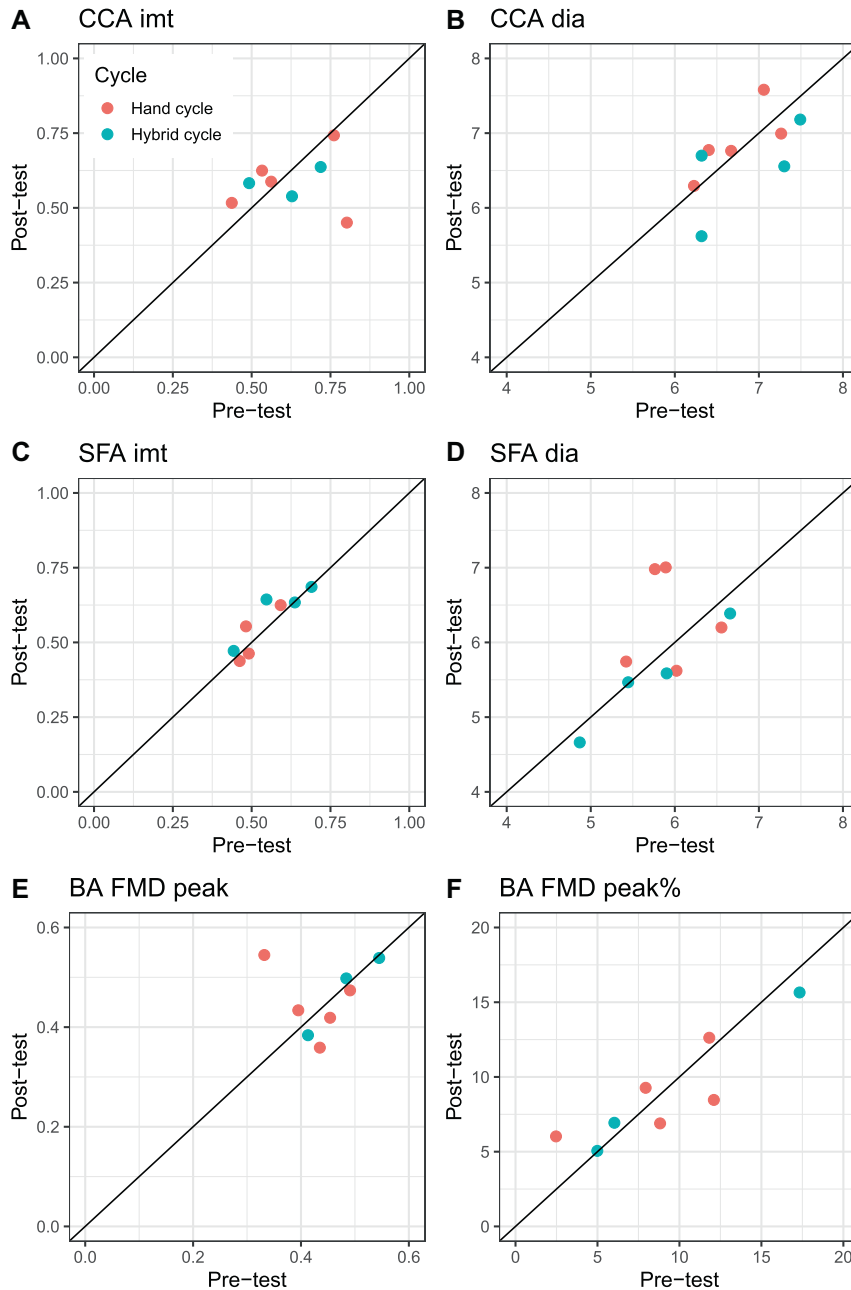 A CCA imt
1.00
0.75
0.50
0.25
0.00
Post−test
Cycle
Hand cycle
Hybrid cycle
0.00 0.25 0.50 0.75 1.00
Pre−test
B CCA dia
8
7
6
5
4
Post−test
4 5 6 7 8
Pre−test
C SFA imt
1.00
0.75
0.50
0.25
0.00
Post−test
0.00 0.25 0.50 0.75 1.00
Pre−test
D SFA dia
8
7
6
5
4
Post−test
4 5 6 7 8
Pre−test
E BA FMD peak
0.6
0.4
0.2
0.0
Post−test
0.0 0.2 0.4 0.6
Pre−test
F BA FMD peak%
20
15
10
5
0
Post−test
0 5 10 15 20
Pre−test